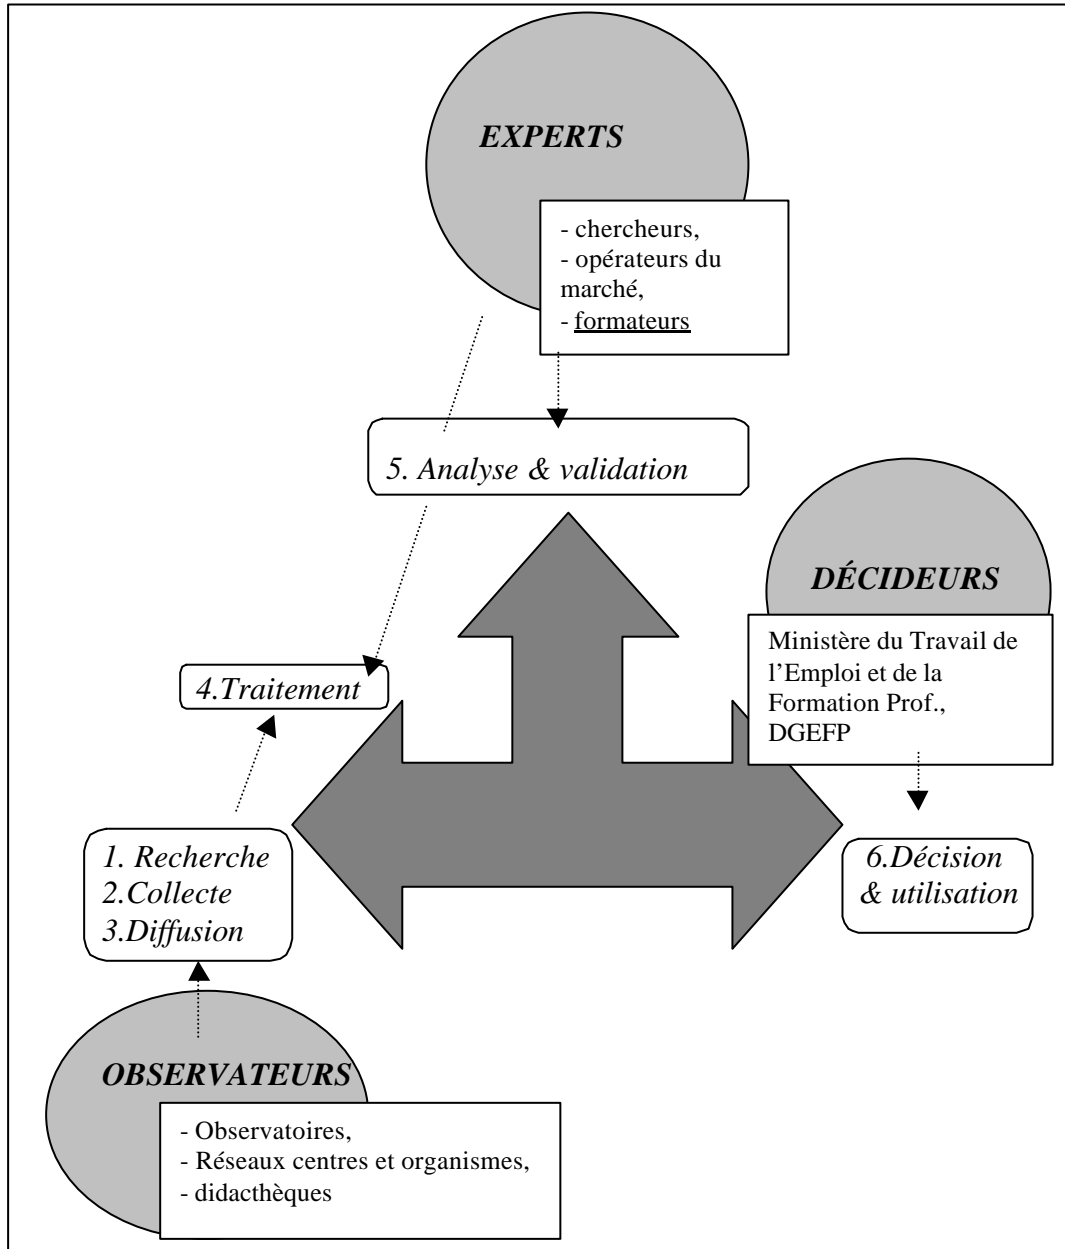 EXPERTS
- chercheurs,
- opérateurs du
marché,
- formateurs
5. Analyse & validation
DÉCIDEURS
Ministère du Travail de
l’Emploi et de la
Formation Prof.,
DGEFP
4.Traitement
1. Recherche
2.Collecte
3.Diffusion
6.Décision
& utilisation
OBSERVATEURS
- Observatoires,
- Réseaux centres et organismes,
- didacthèques